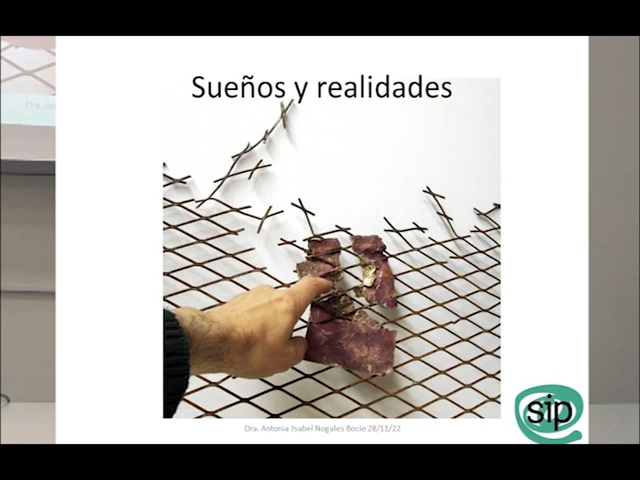 Sueños y realidades
Dra. Antonia Isabel Nogales Bocio 28/11/22
sip